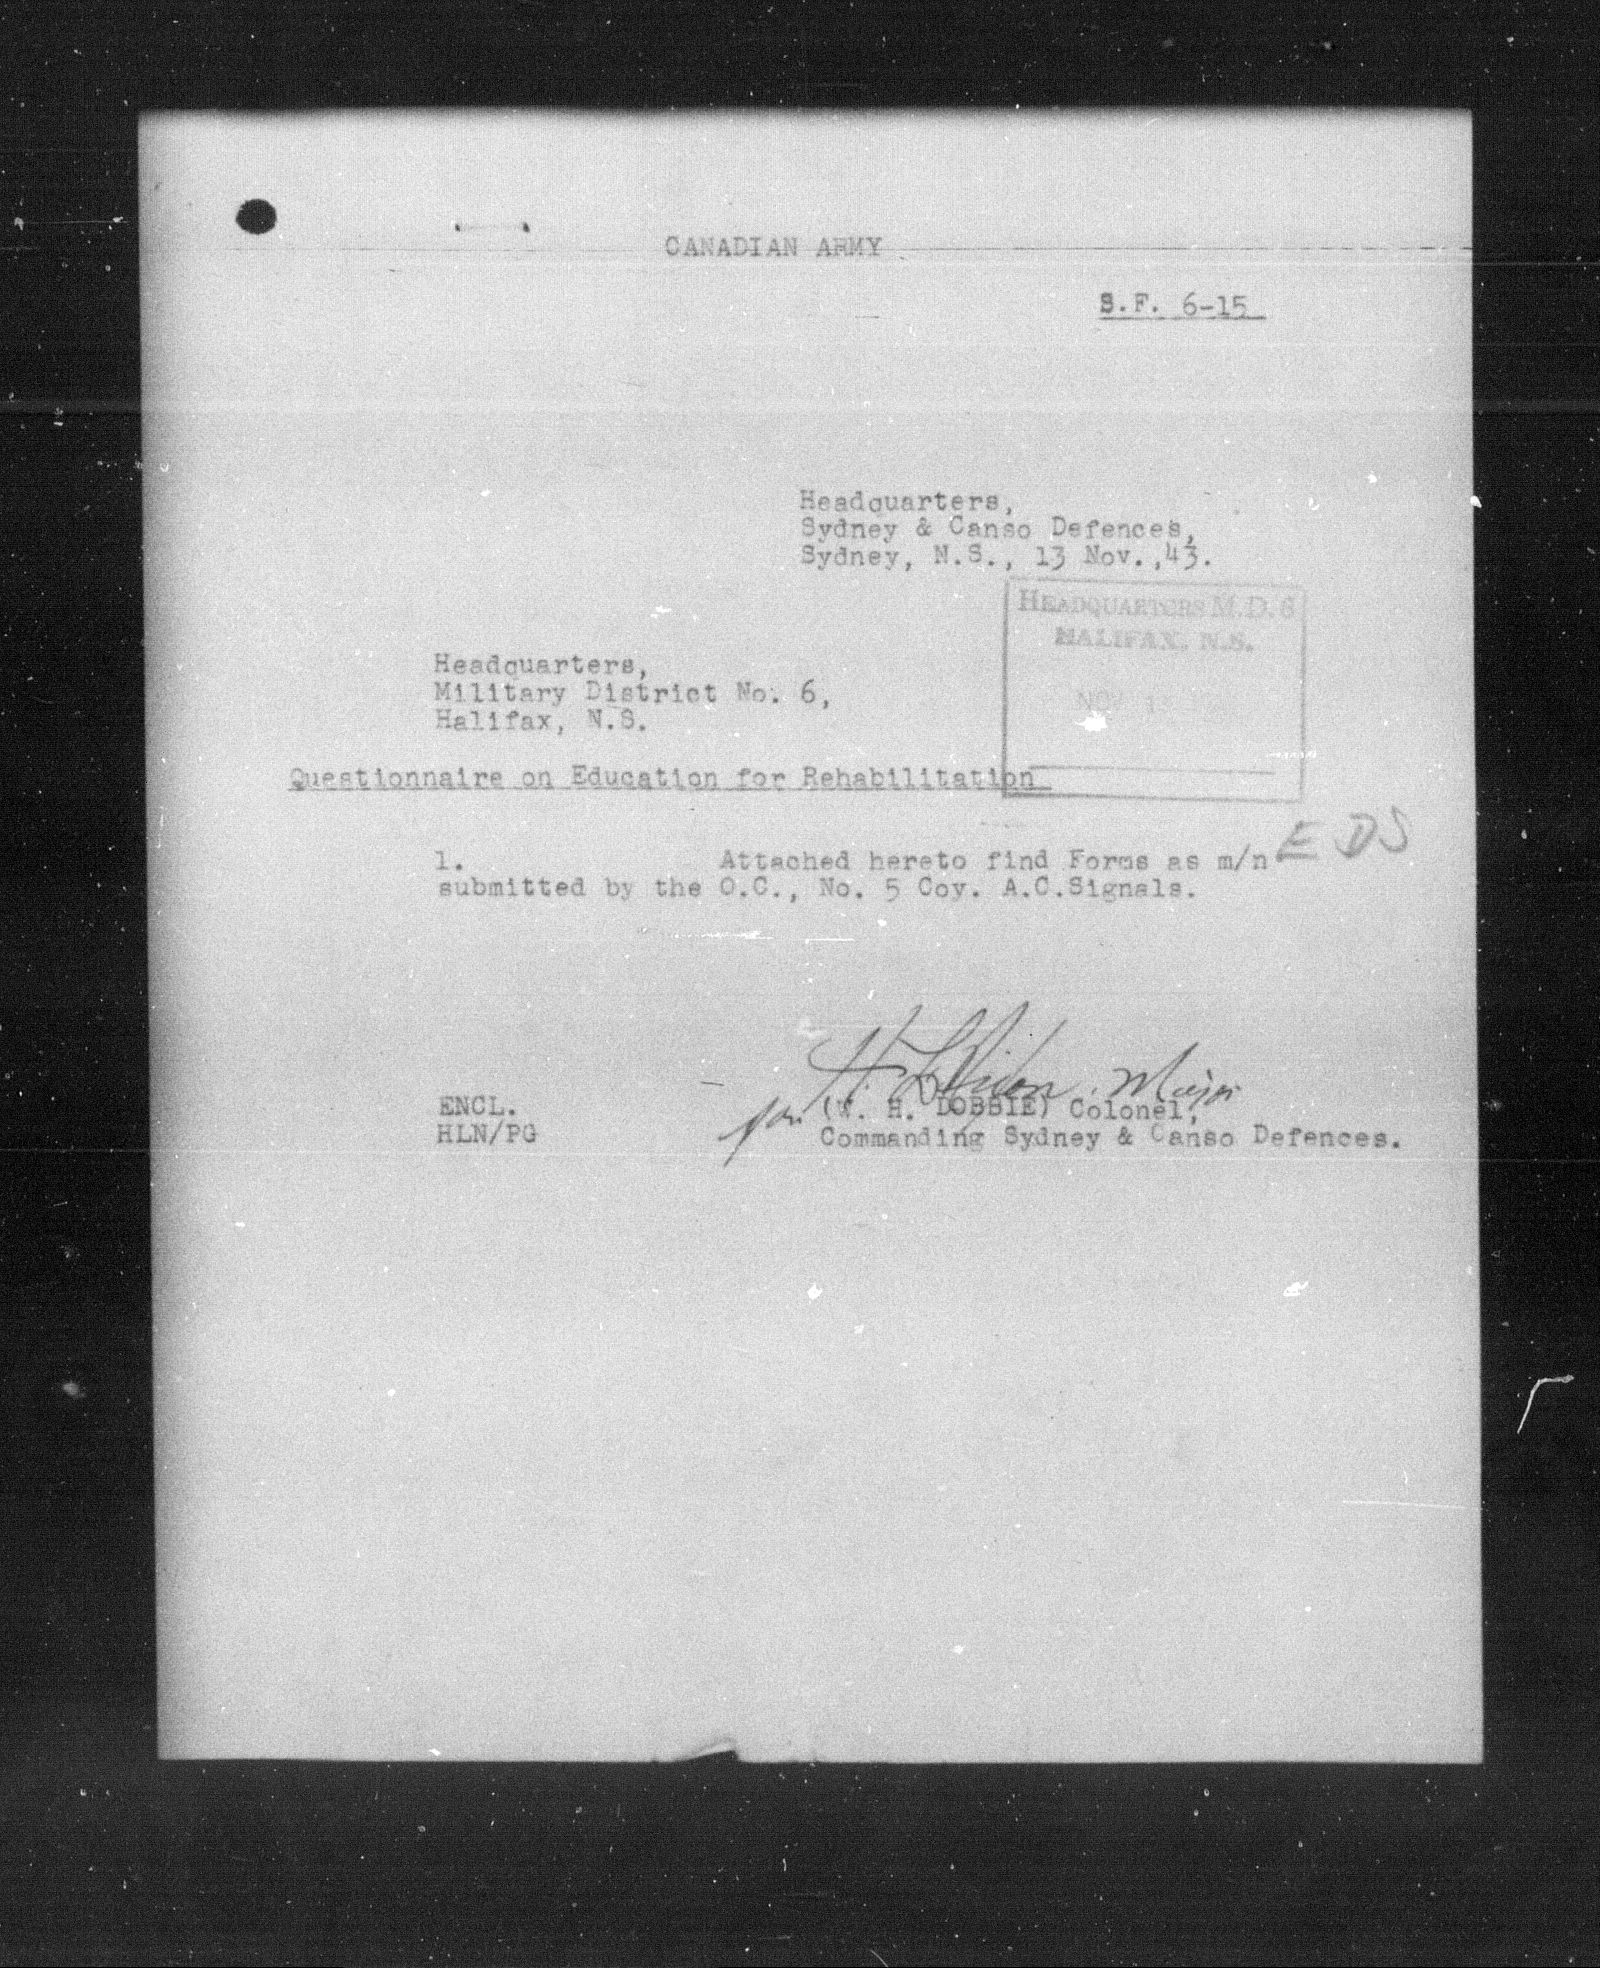 CANADIAN ARMY
S.F. 6-15
Headquarters,
Sydney & Canso Defences,
Sydney, N.S., 13 Nov.,43.
HEADQUARTERS M.D. 6
HALIFAX, N.S.
NOV 
Headquarters,
Military District No. 6,
Halifax, N.S.
Questionnaire on Education for Rehabilitation
EDS
1. Attached hereto find Forms as m/n
submitted by the O.C., No. 5 Coy. A.C.Signals.
Major
ENCL.
for (W. H. DOBBIE) Colonel,
HLN/PG
Commanding Sydney & Canso Defences.